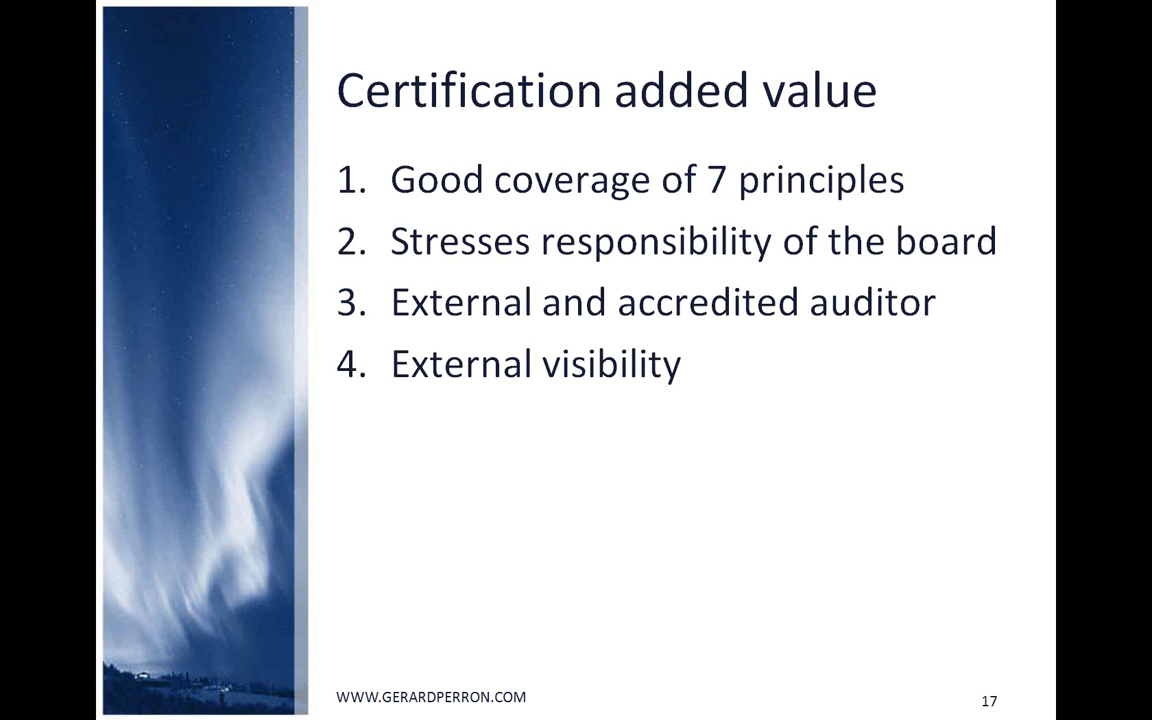 Certification added value
1. Good coverage of 7 principles
2. Stresses responsibility of the board
3. External and accredited auditor
4. External visibility
WWW.GERARDPERRON.COM
17